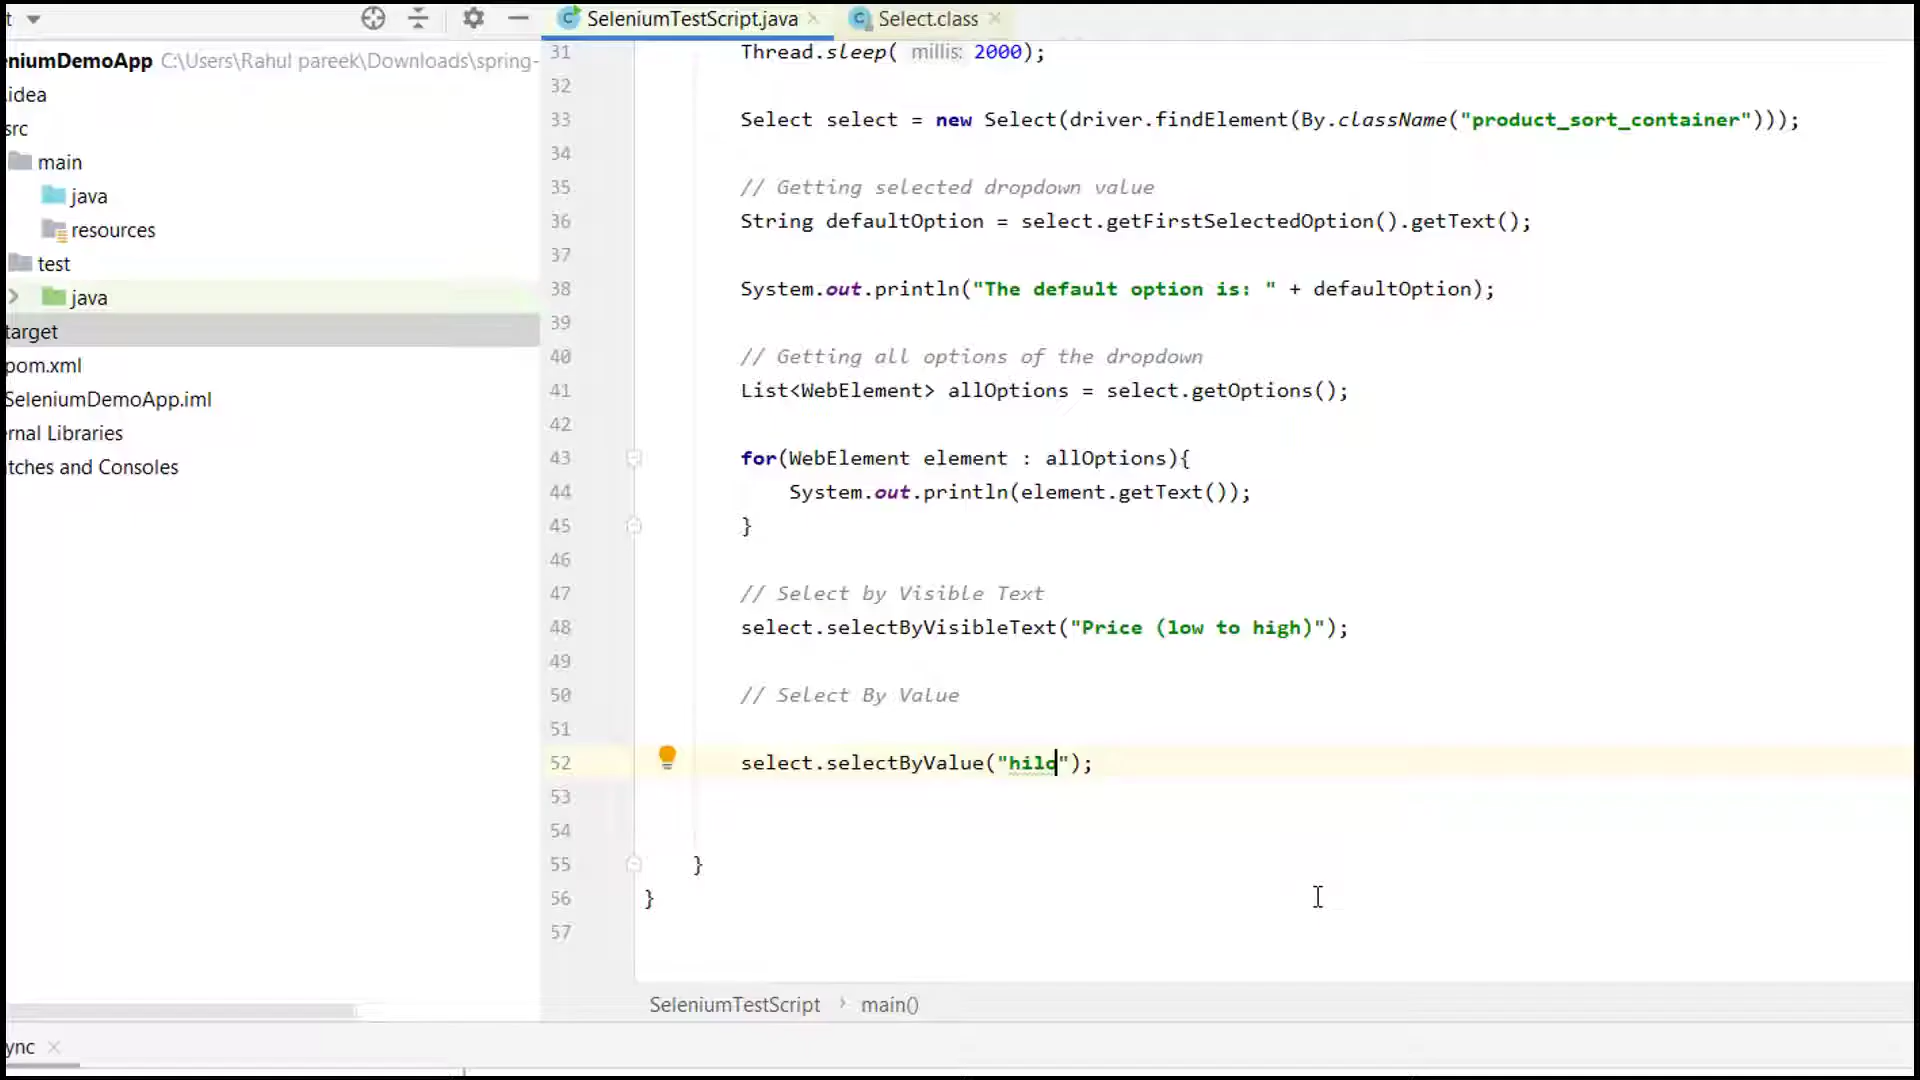 t
SeleniumTestScript.java
Select.class
niumDemoApp C:\Users\Rahul pareek\Downloads\spring-
.idea
src
main
java
resources
test
java
target
pom.xml
SeleniumDemoApp.iml
rnal Libraries
tches and Consoles
31 Thread.sleep( millis: 2000);
32
33 Select select = new Select(driver.findElement(By.className("product_sort_container")));
34
35 // Getting selected dropdown value
36 String defaultOption = select.getFirstSelectedOption().getText();
37
38 System.out.println("The default option is: " + defaultOption);
39
40 // Getting all options of the dropdown
41 List<WebElement> allOptions = select.getOptions();
42
43 for(WebElement element : allOptions){
44 System.out.println(element.getText());
45 }
46
47 // Select by Visible Text
48 select.selectByVisibleText("Price (low to high)");
49
50 // Select By Value
51
52 select.selectByValue("hilo");
53
54
55 }
56 }
57
SeleniumTestScript › main()
ync